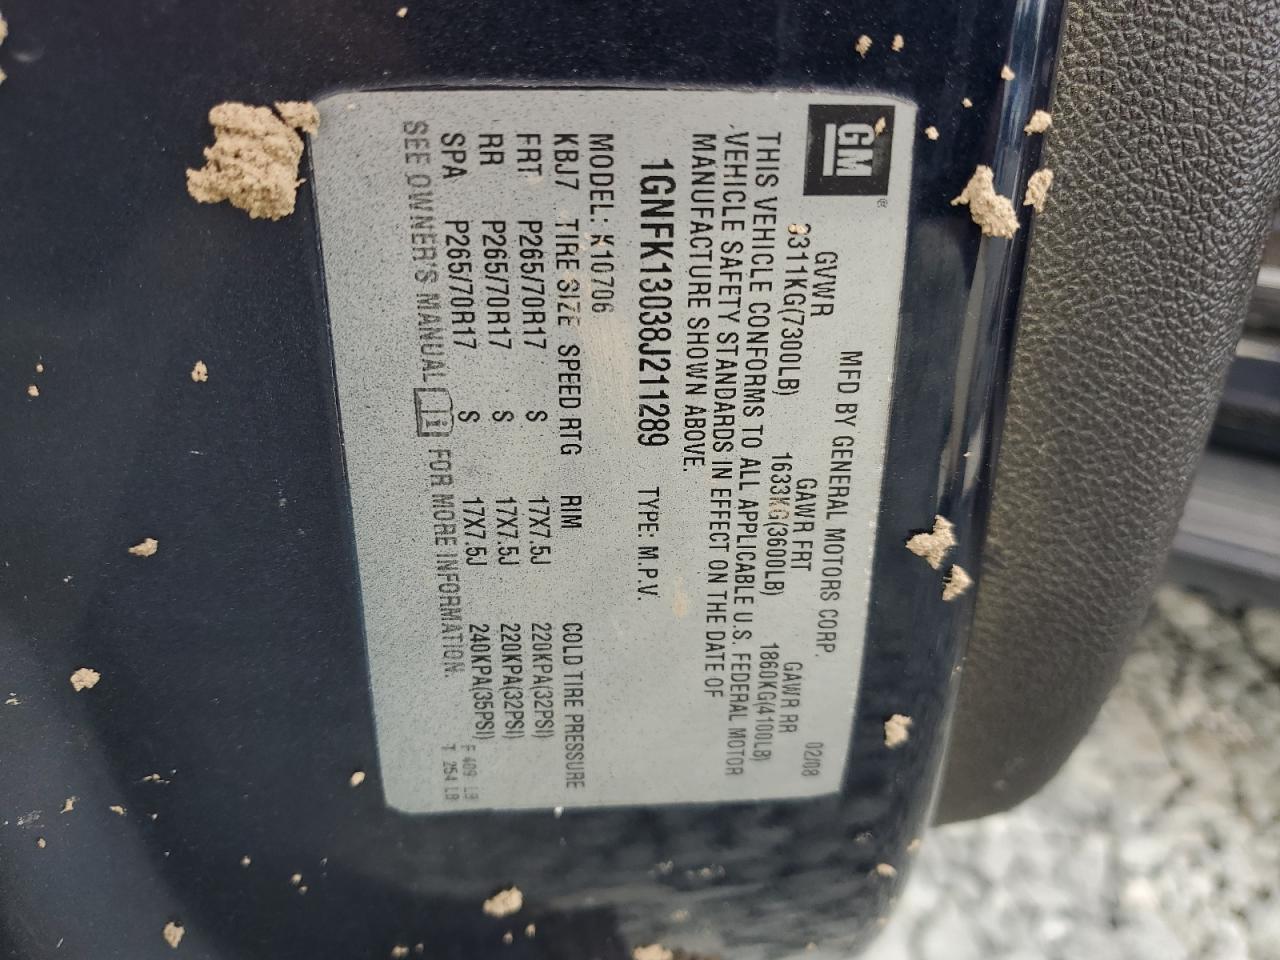 GM®
MFD BY GENERAL MOTORS CORP. 02/08
GVWR GAWR FRT GAWR RR
3311KG(7300LB) 1633KG(3600LB) 1860KG(4100LB)
THIS VEHICLE CONFORMS TO ALL APPLICABLE U.S. FEDERAL MOTOR
VEHICLE SAFETY STANDARDS IN EFFECT ON THE DATE OF
MANUFACTURE SHOWN ABOVE.
1GNFK13038J211289 TYPE: M.P.V.
MODEL: K10706
KBJ7 TIRE SIZE SPEED RTG RIM COLD TIRE PRESSURE
FRT P265/70R17 S 17X7.5J 220KPA(32PSI)
RR P265/70R17 S 17X7.5J 220KPA(32PSI)
SPA P265/70R17 S 17X7.5J 240KPA(35PSI)
SEE OWNER'S MANUAL i FOR MORE INFORMATION.
F 409 LB
T 254 LB